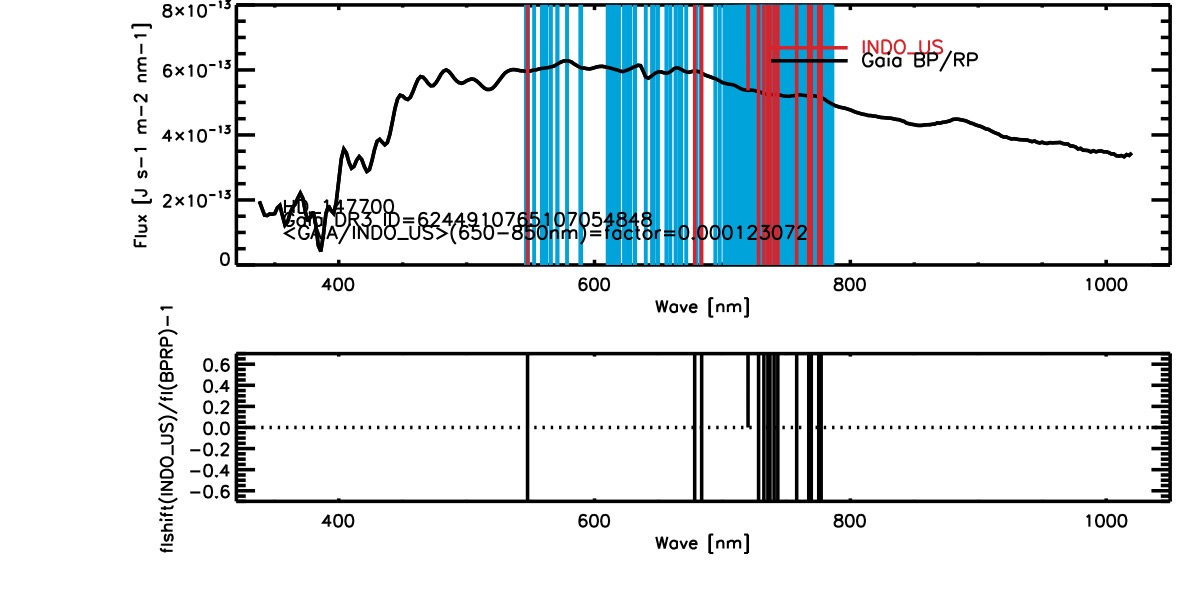 8×10−13
6×10−13
4×10−13
2×10−13
0
Flux [J s−1 m−2 nm−1]
INDO_US
Gaia BP/RP
HD 147700
Gaia DR3 ID=6244910765107054848
<GAIA/INDO_US>(650−850nm)=factor=0.000123072
400 600 800 1000
Wave [nm]
flshift(INDO_US)/fl(BPRP)−1
0.6
0.4
0.2
0.0
−0.2
−0.4
−0.6
400 600 800 1000
Wave [nm]